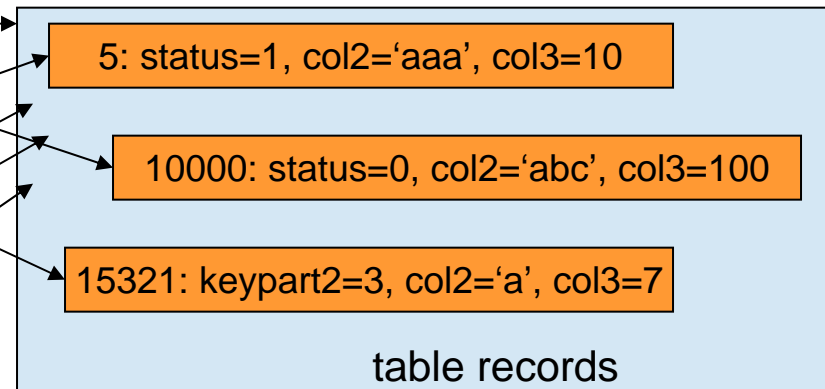 5: status=1, col2=‘aaa’, col3=10
10000: status=0, col2=‘abc’, col3=100
15321: keypart2=3, col2=‘a’, col3=7
table records